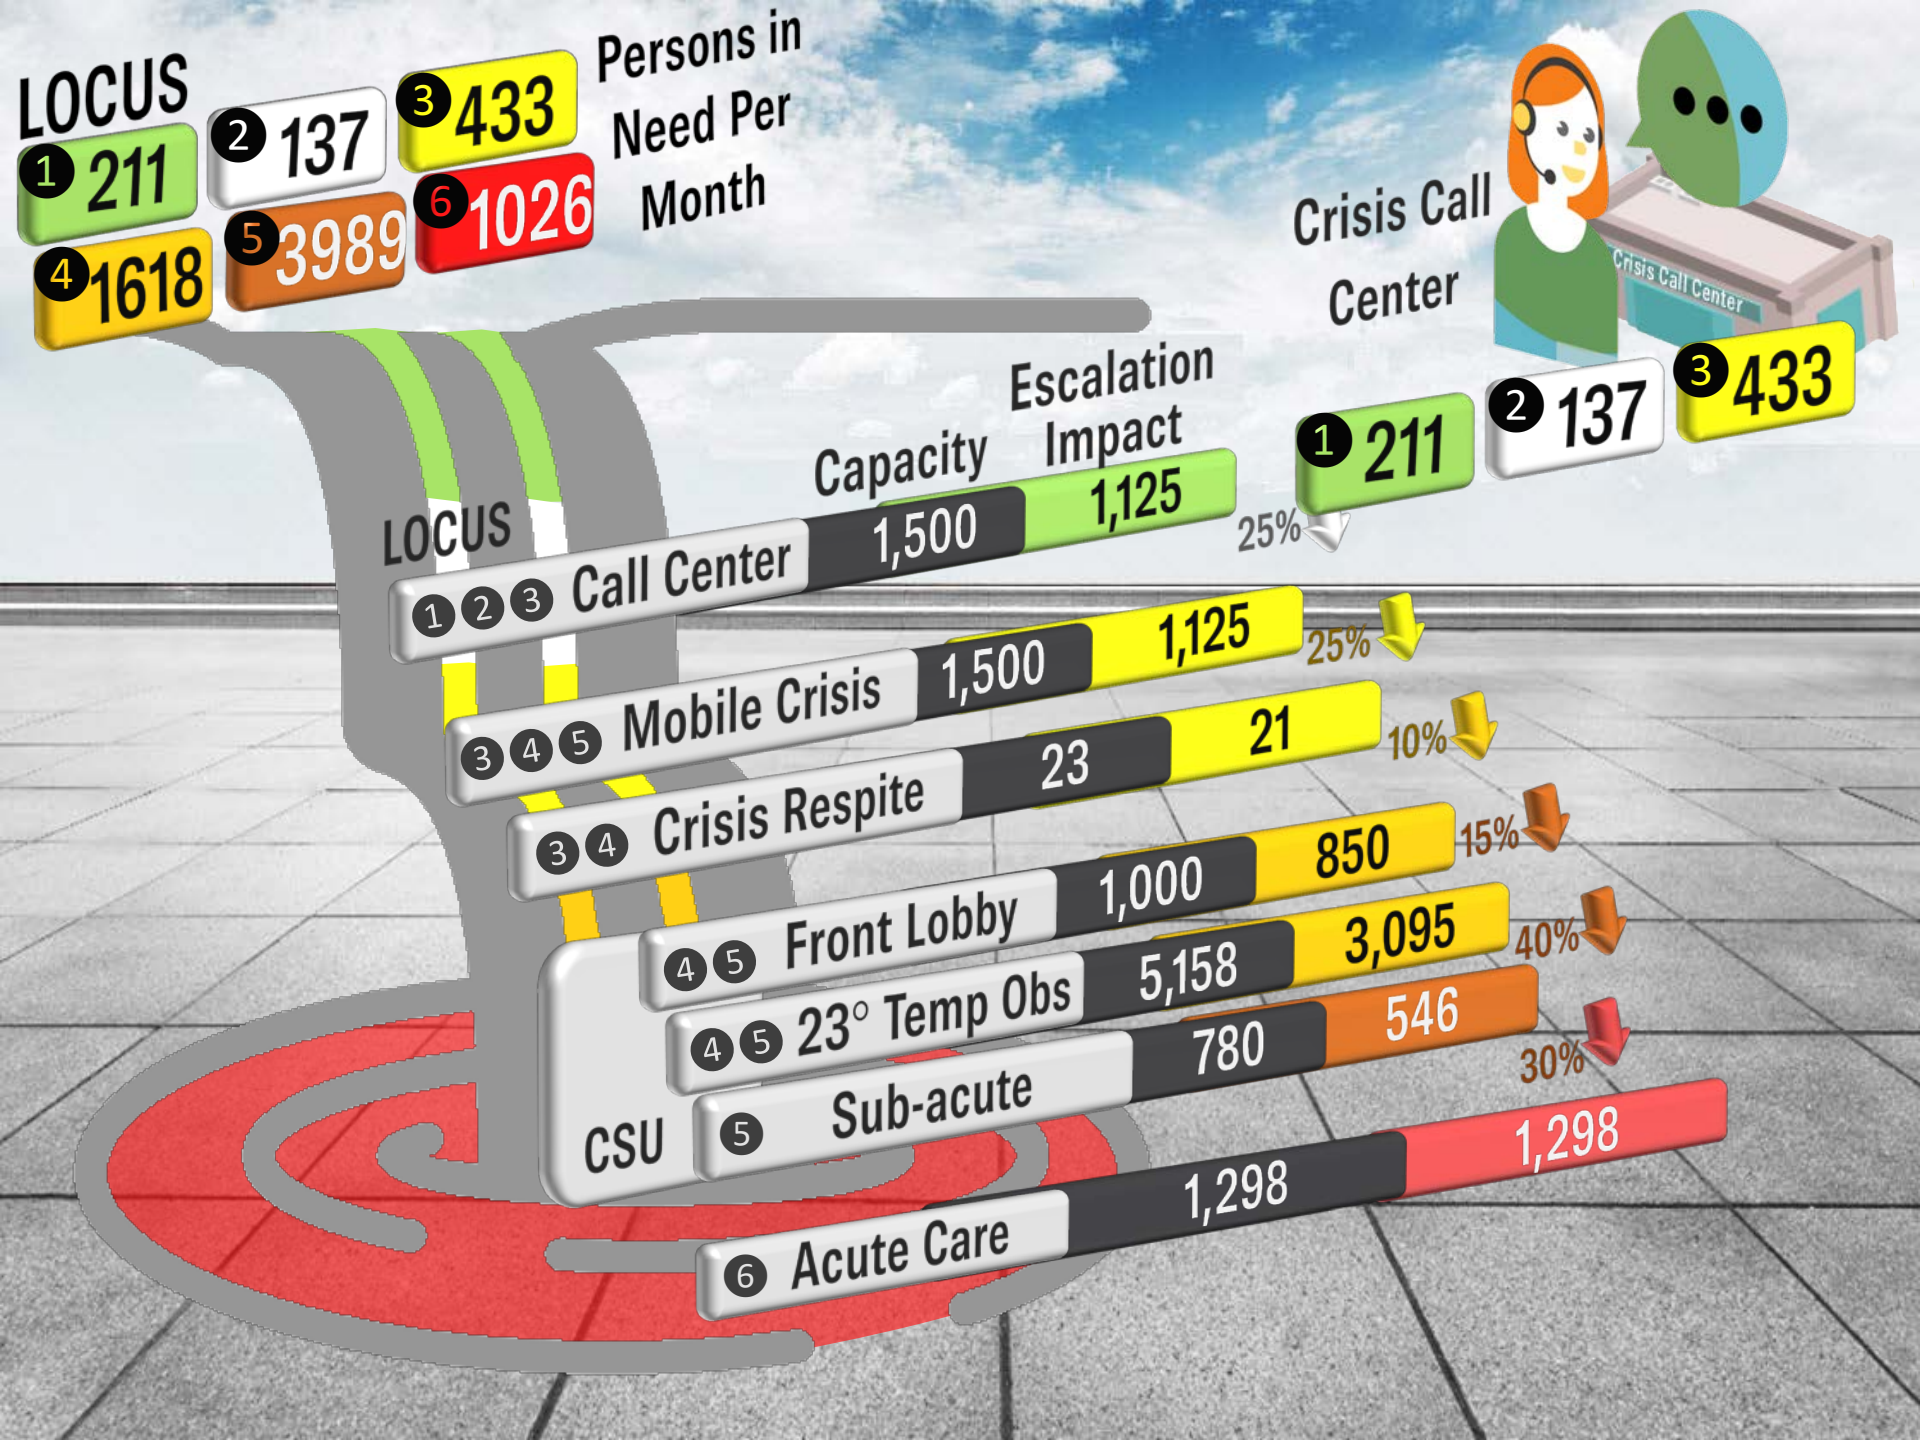 LOCUS
1 211
2 137
3 433
4 1618
5 3989
6 1026
Persons in
Need Per
Month
Crisis Call
Center
Crisis Call Center
1 211
2 137
3 433
Capacity
Escalation
Impact
LOCUS
1 2 3 Call Center 1,500 1,125 25%
3 4 5 Mobile Crisis 1,500 1,125 25%
3 4 Crisis Respite 23 21 10%
4 5 Front Lobby 1,000 850 15%
4 5 23° Temp Obs 5,158 3,095 40%
5 Sub-acute 780 546 30%
CSU
6 Acute Care 1,298 1,298